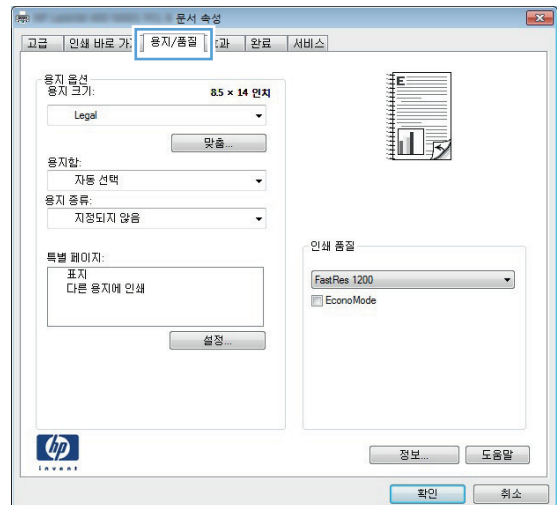 문서 속성
고급 인쇄 바로 가 용지/품질 과 완료 서비스
용지 옵션
용지 크기:
8.5 × 14 인치
Legal
맞춤...
용지함:
자동 선택
용지 종류:
지정되지 않음
특별 페이지:
표지
다른 용지에 인쇄
설정...
E
인쇄 품질
FastRes 1200
EconoMode
hp
invent
정보... 도움말
확인 취소